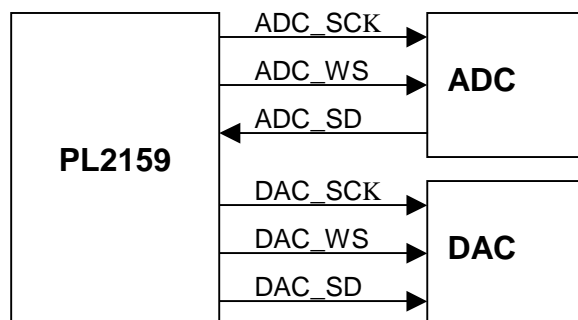 ADC_SCK
ADC_WS
ADC
ADC_SD
PL2159
DAC_SCK
DAC_WS
DAC
DAC_SD